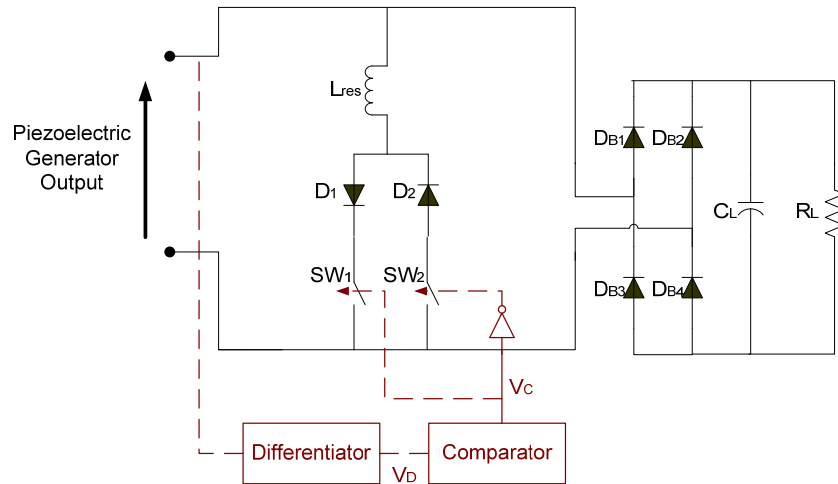 Piezoelectric
Generator
Output
Lres
D1
D2
SW1
SW2
DB1
DB2
CL
RL
DB3
DB4
VC
Differentiator
VD
Comparator